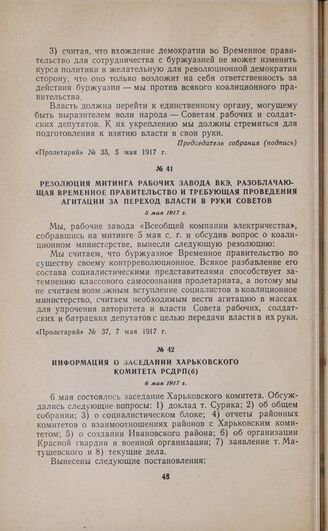 3) считая, что вхождение демократии во Временное прави-
тельство для сотрудничества с буржуазией не может изменить
курса политики в желательную для революционной демократии
сторону, что оно только возложит на себя ответственность за
действия буржуазии — мы против всякого коалиционного прави-
тельства.
Власть должна перейти к единственному органу, могущему
быть выразителем воли народа — Советам рабочих и солдат-
ских депутатов. К их укреплению мы должны стремиться для
подготовления к взятию власти в свои руки.
Председатель собрания (подпись)
«Пролетарий» № 35, 5 мая 1917 г.
№ 41
РЕЗОЛЮЦИЯ МИТИНГА РАБОЧИХ ЗАВОДА ВКЭ, РАЗОБЛАЧАЮ-
ЩАЯ ВРЕМЕННОЕ ПРАВИТЕЛЬСТВО И ТРЕБУЮЩАЯ ПРОВЕДЕНИЯ
АГИТАЦИИ ЗА ПЕРЕХОД ВЛАСТИ В РУКИ СОВЕТОВ
5 мая 1917 г.
Мы, рабочие завода «Всеобщей компании электричества»,
собравшись на митинге 5 мая с. г. и обсудив вопрос о коали-
ционном министерстве, вынесли следующую резолюцию:
Мы считаем, что буржуазное Временное правительство по
существу своему контрреволюционно. Всякое разбавление его
состава социалистическими представителями способствует за-
темнению классового самосознания пролетариата, а потому мы
не считаем возможным вступление социалистов в коалиционное
министерство, считаем необходимым вести агитацию в массах
для упрочения авторитета и власти Совета рабочих, солдат-
ских и батрацких депутатов с целью передачи власти в их руки.
«Пролетарий» № 37, 7 мая 1917 г.
№ 42
ИНФОРМАЦИЯ О ЗАСЕДАНИИ ХАРЬКОВСКОГО
КОМИТЕТА РСДРП(б)
6 мая 1917 г.
6 мая состоялось заседание Харьковского комитета. Обсуж-
дались следующие вопросы: 1) доклад т. Сурика; 2) об общем
собрании; 3) о социалистическом блоке; 4) отчеты районных
комитетов о взаимоотношениях районов с Харьковским коми-
тетом; 5) о создании Ивановского района; 6) об организации
Красной гвардии и военной организации; 7) заявление т. Ма-
тушевского и 8) текущие дела.
Вынесены следующие постановления:
48